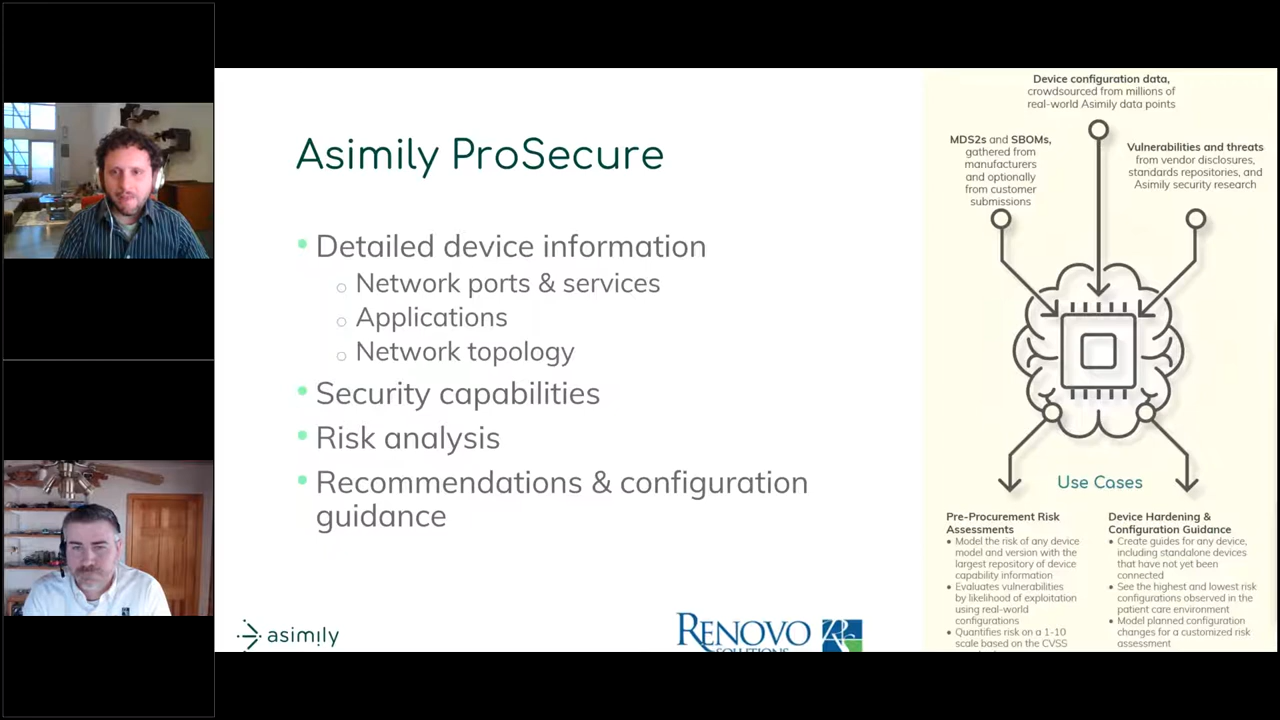 Asimily ProSecure
Detailed device information
Network ports & services
Applications
Network topology
Security capabilities
Risk analysis
Recommendations & configuration
guidance
asimily
RENOVO
SOLUTIONS
Device configuration data,
crowdsourced from millions of
real-world Asimily data points
MDS2s and SBOMs,
gathered from
manufacturers
and optionally
from customer
submissions
Vulnerabilities and threats
from vendor disclosures,
standards repositories, and
Asimily security research
Use Cases
Pre-Procurement Risk
Assessments
• Model the risk of any device
model and version with the
largest repository of device
capability information
• Evaluates vulnerabilities
by likelihood of exploitation
using real-world
configurations
• Quantifies risk on a 1-10
scale based on the CVSS
Device Hardening &
Configuration Guidance
• Create guides for any device,
including standalone devices
that have not yet been
connected
• See the highest and lowest risk
configurations observed in the
patient care environment
• Model planned configuration
changes for a customized risk
assessment